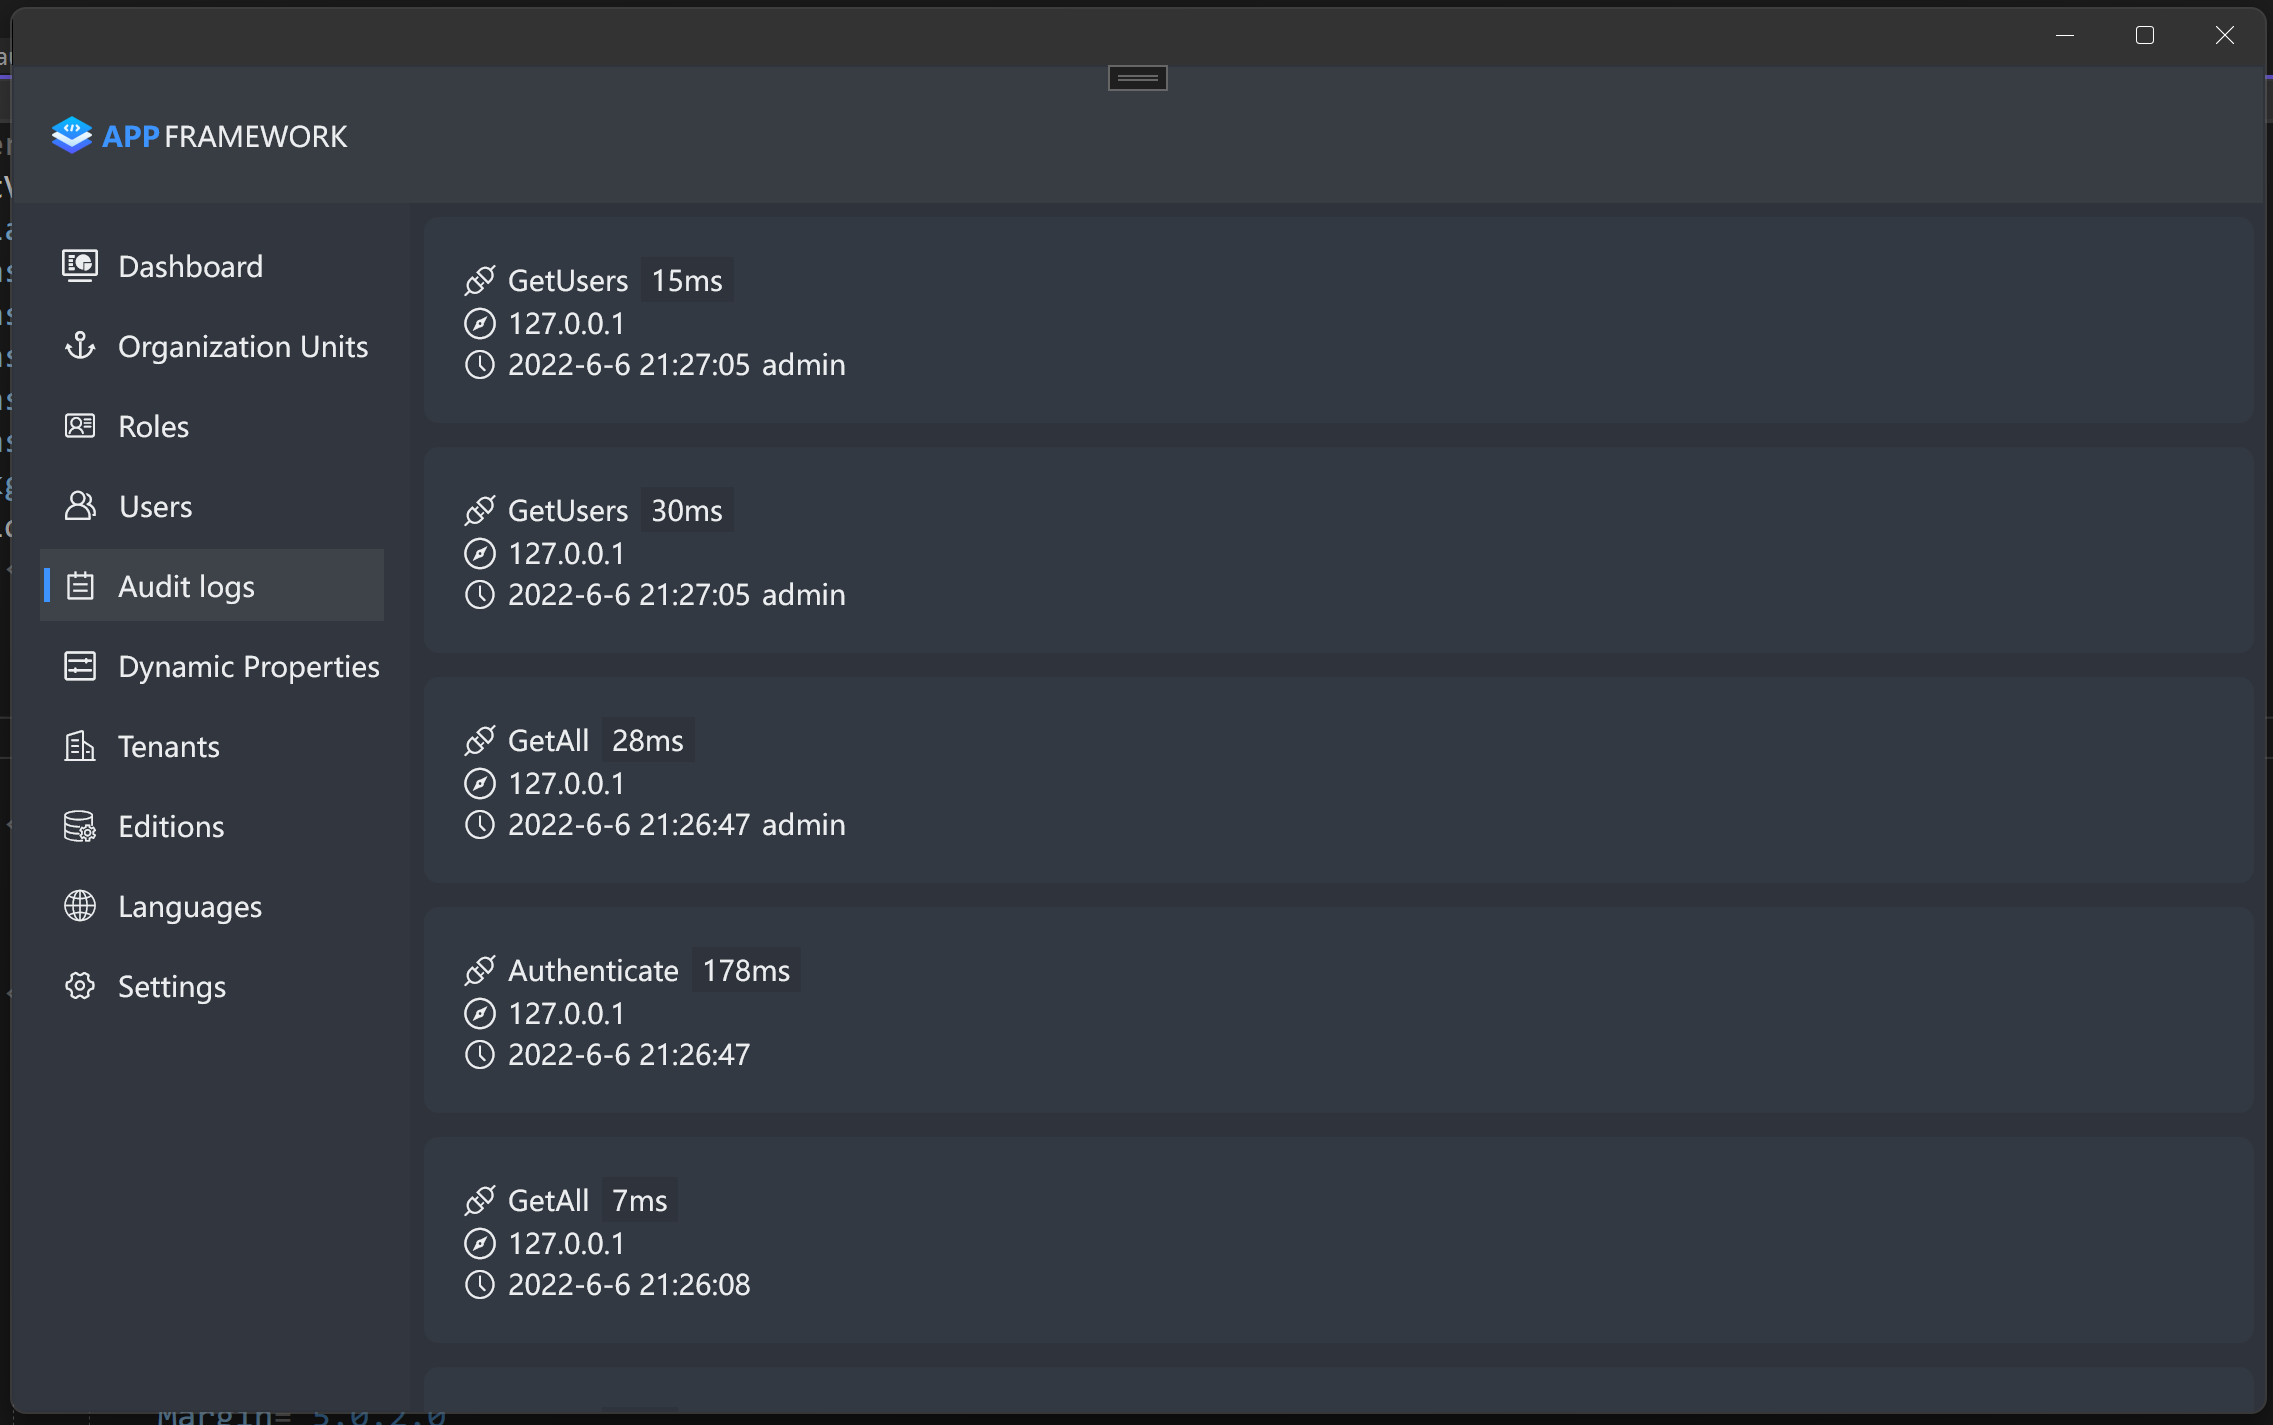 APP FRAMEWORK
Dashboard
Organization Units
Roles
Users
Audit logs
Dynamic Properties
Tenants
Editions
Languages
Settings
GetUsers 15ms
127.0.0.1
2022-6-6 21:27:05 admin
GetUsers 30ms
127.0.0.1
2022-6-6 21:27:05 admin
GetAll 28ms
127.0.0.1
2022-6-6 21:26:47 admin
Authenticate 178ms
127.0.0.1
2022-6-6 21:26:47
GetAll 7ms
127.0.0.1
2022-6-6 21:26:08